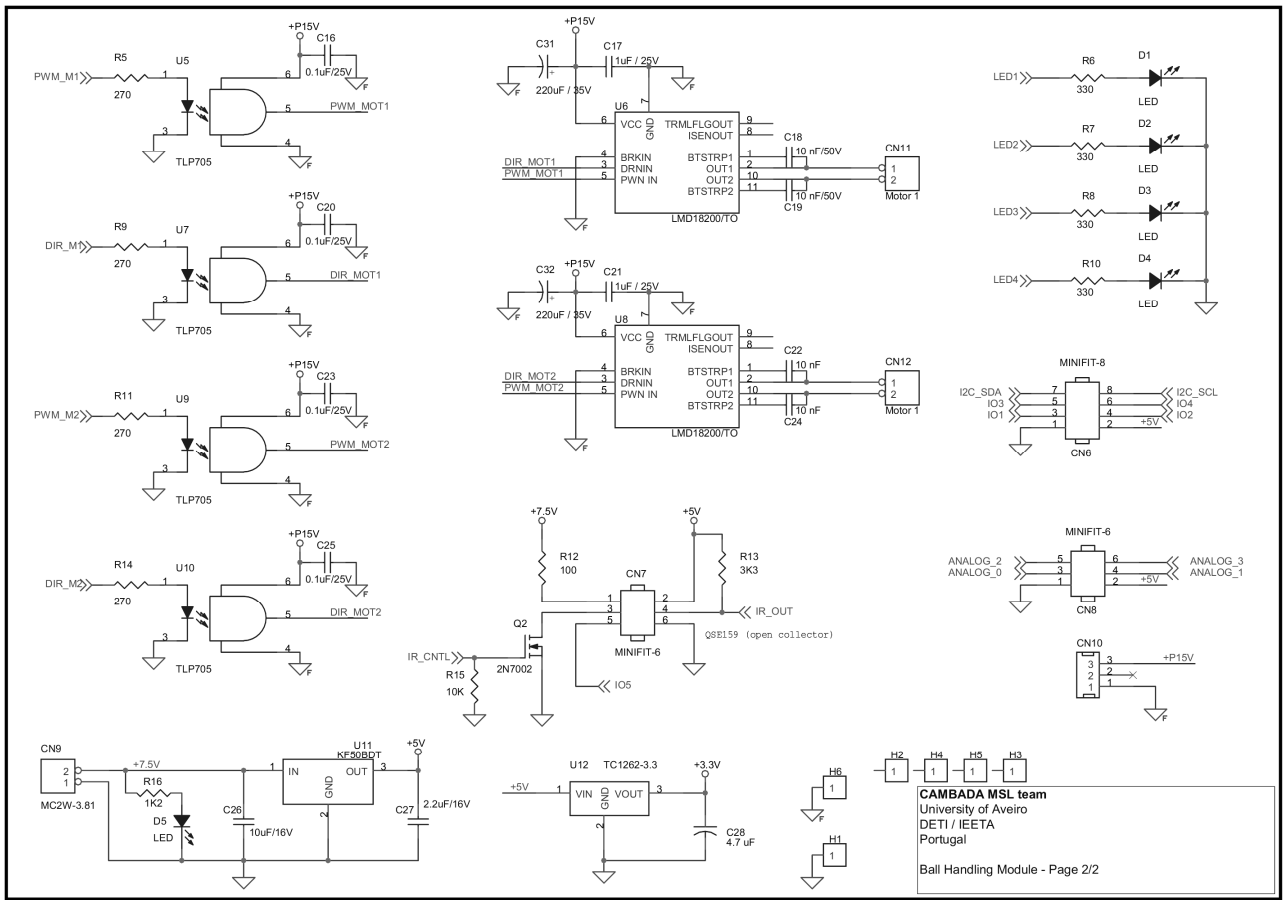 +P15V
C16
0.1uF/25V
F
R5
270
PWM_M1
U5
1
3
6
5
4
PWM_MOT1
F
TLP705
+P15V
C20
0.1uF/25V
F
R9
270
DIR_M1
U7
1
3
6
5
4
DIR_MOT1
F
TLP705
+P15V
C23
0.1uF/25V
F
R11
270
PWM_M2
U9
1
3
6
5
4
PWM_MOT2
F
TLP705
+P15V
C25
0.1uF/25V
F
R14
270
DIR_M2
U10
1
3
6
5
4
DIR_MOT2
F
TLP705
+P15V
C31
220uF / 35V
C17
1uF / 25V
F
F
U6
7
6 VCC
GND
TRMLFLGOUT 9
ISENOUT 8
4 BRKIN
DIR_MOT1 3 DRNIN
PWM_MOT1 5 PWN IN
BTSTRP1 1
OUT1 2
OUT2 10
BTSTRP2 11
F
LMD18200/TO
C18
10 nF/50V
10 nF/50V
C19
CN11
1
2
Motor 1
+P15V
C32
220uF / 35V
C21
1uF / 25V
F
F
U8
7
6 VCC
GND
TRMLFLGOUT 9
ISENOUT 8
4 BRKIN
DIR_MOT2 3 DRNIN
PWM_MOT2 5 PWN IN
BTSTRP1 1
OUT1 2
OUT2 10
BTSTRP2 11
F
LMD18200/TO
C22
10 nF
10 nF
C24
CN12
1
2
Motor 1
LED1
R6
330
D1
LED
LED2
R7
330
D2
LED
LED3
R8
330
D3
LED
LED4
R10
330
D4
LED
MINIFIT-8
I2C_SDA 7 8 I2C_SCL
IO3 5 6 IO4
IO1 3 4 IO2
1 2 +5V
CN6
+7.5V
R12
100
+5V
R13
3K3
CN7
1 2
3 4
5 6
MINIFIT-6
IR_OUT
QSE159 (open collector)
Q2
2N7002
IR_CNTL
R15
10K
IO5
MINIFIT-6
ANALOG_2 5 6 ANALOG_3
ANALOG_0 3 4 ANALOG_1
1 2 +5V
CN8
CN10
3 3 +P15V
2 2
1 1
F
CN9
2
1
MC2W-3.81
+7.5V
R16
1K2
D5
LED
C26
10uF/16V
U11
KF50BDT
1 IN OUT 3
GND
2
+5V
C27
2.2uF/16V
U12 TC1262-3.3
+5V 1 VIN VOUT 3
GND
2
+3.3V
C28
4.7 uF
H6
1
F
H1
1
H2 H4 H5 H3
1 1 1 1
CAMBADA MSL team
University of Aveiro
DETI / IEETA
Portugal
Ball Handling Module - Page 2/2